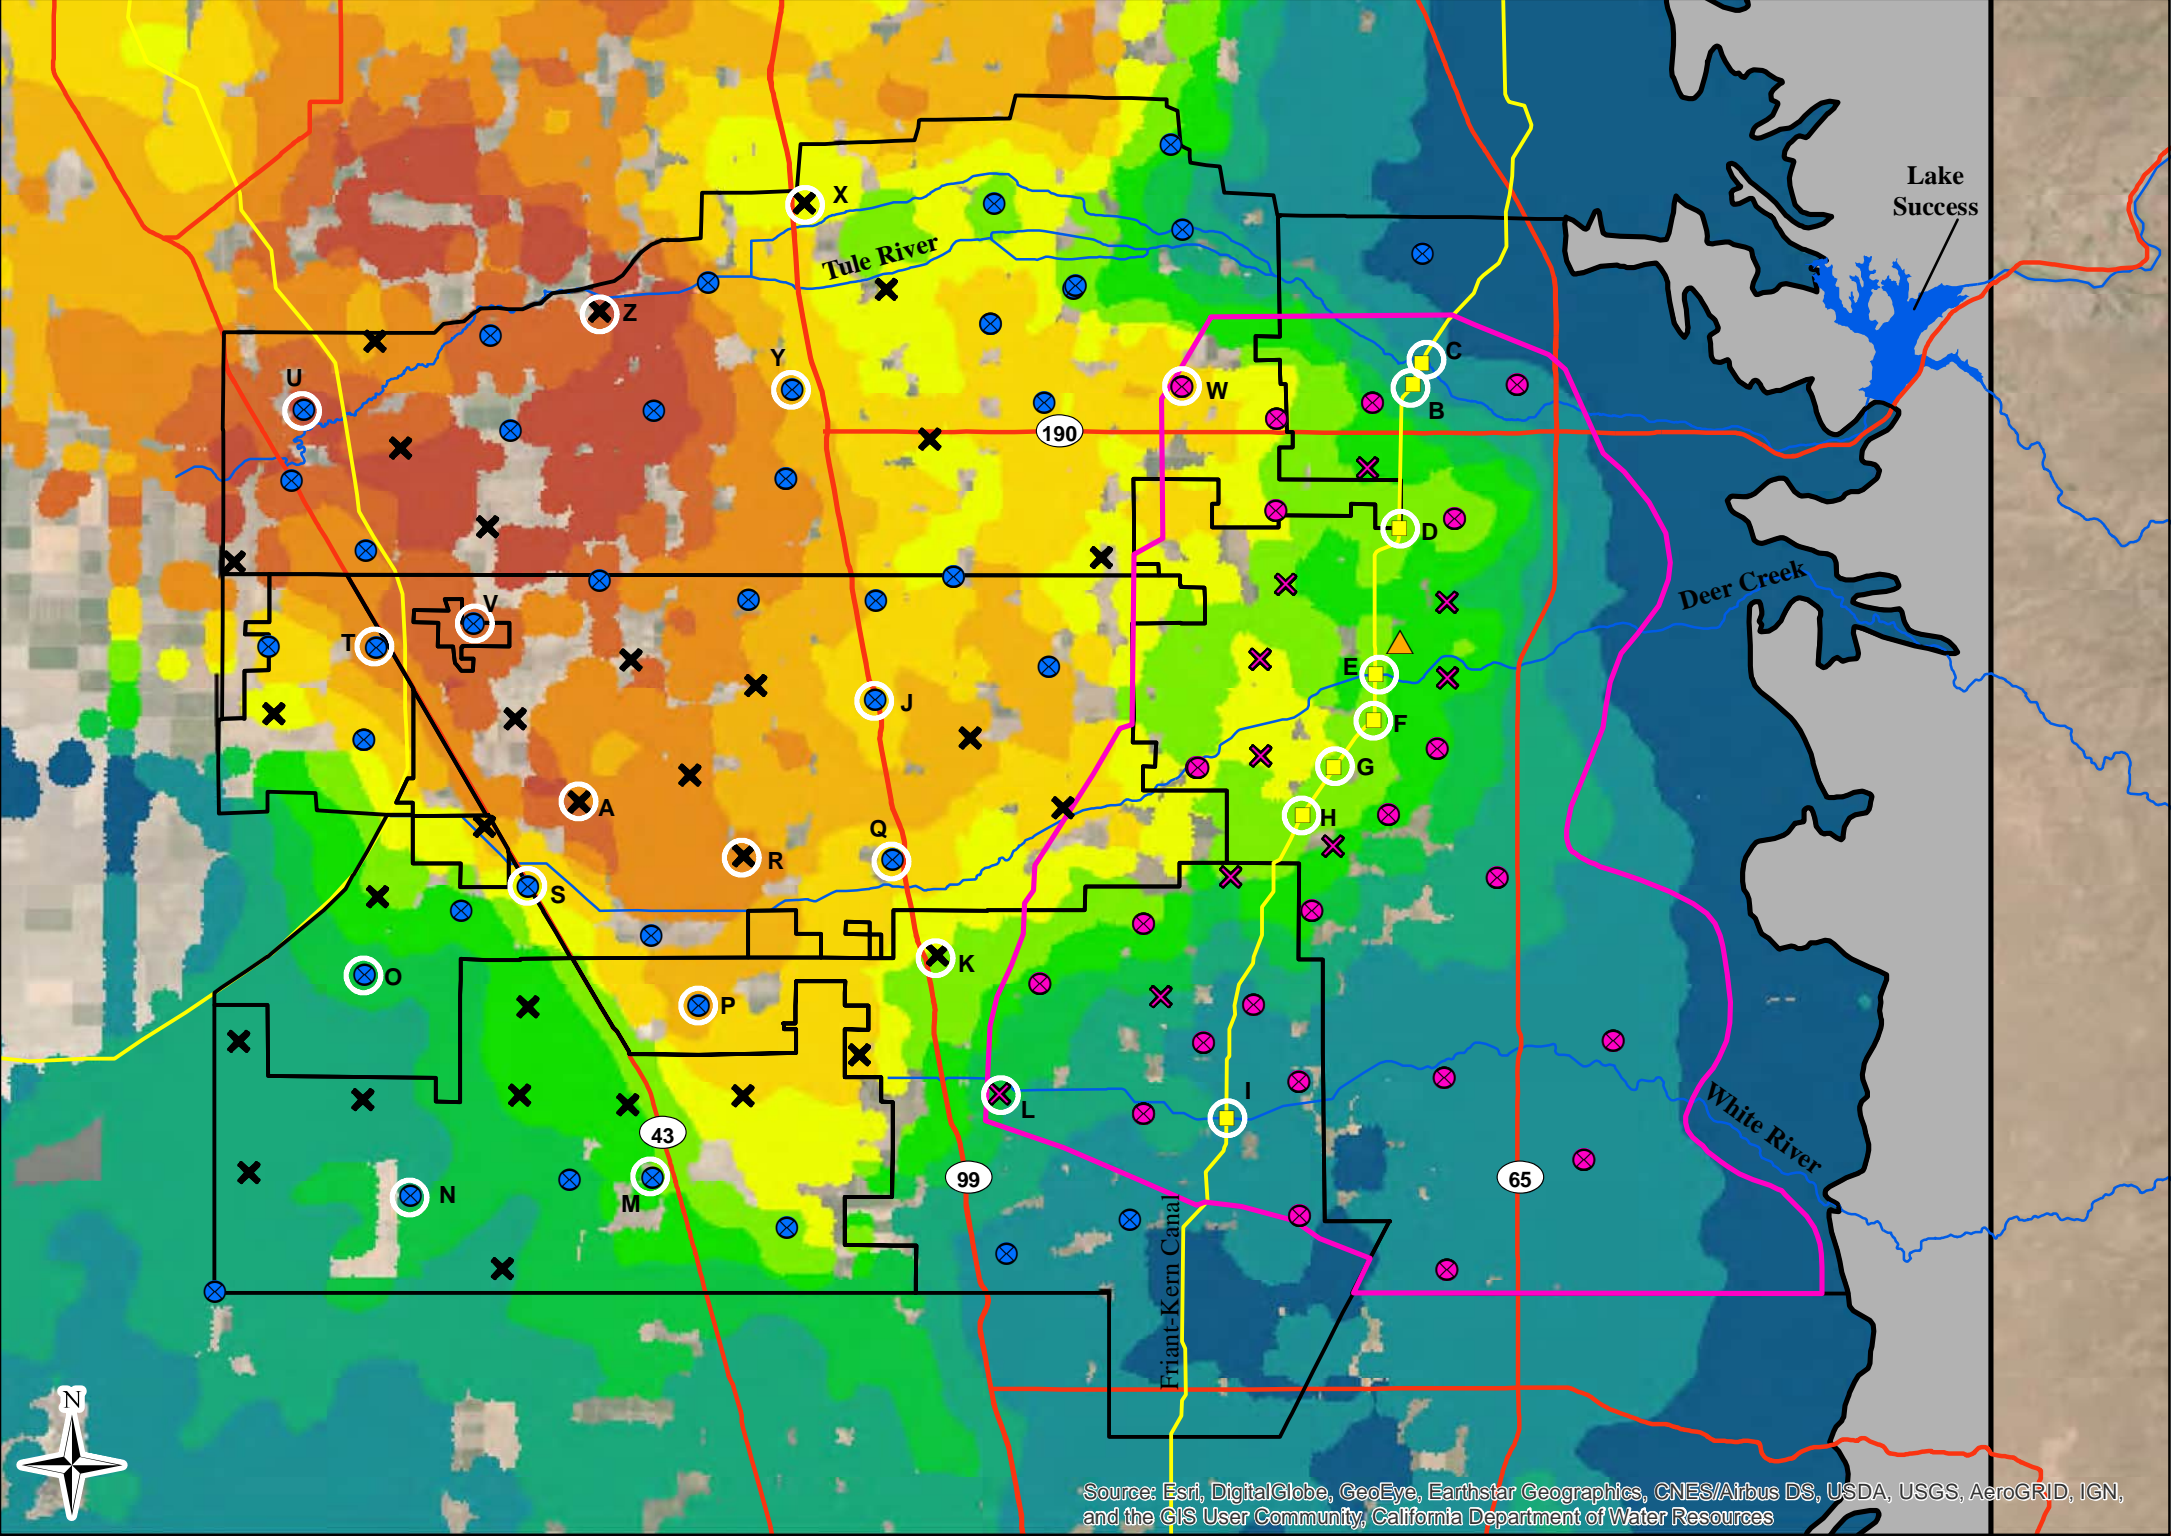 Lake
Success
X
Tule River
Z
C
Y
U
W
B
190
D
Deer Creek
V
T
E
J
F
G
A
H
Q
R
S
K
O
P
I
L
White River
43
99
65
N
M
Friant-Kern Canal
N
Source: Esri, DigitalGlobe, GeoEye, Earthstar Geographics, CNES/Airbus DS, USDA, USGS, AeroGRID, IGN,
and the GIS User Community, California Department of Water Resources